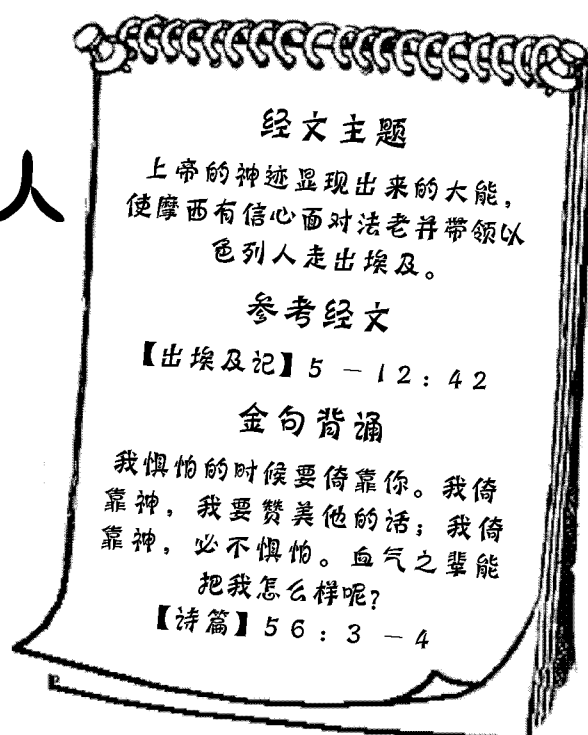 人
经文主题
上帝的神迹显现出来的大能，
使摩西有信心面对法老并带领以
色列人走出埃及。
参考经文
【出埃及记】5－12：42
金句背诵
我惧怕的时候要倚靠你。我倚
靠神，我要赞美他的话；我倚
靠神，必不惧怕。血气之辈能
把我怎么样呢？
【诗篇】56：3－4